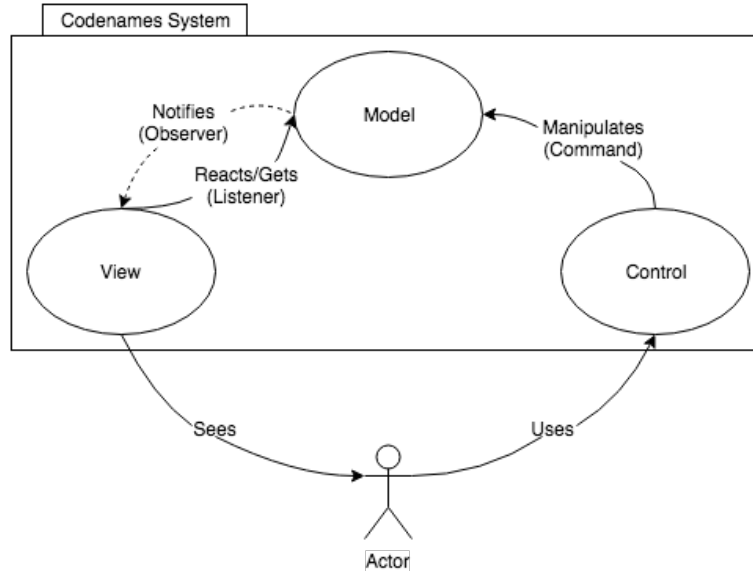 Codenames System
Model
Notifies
(Observer)
Manipulates
(Command)
Reacts/Gets
(Listener)
View
Control
Sees
Uses
Actor